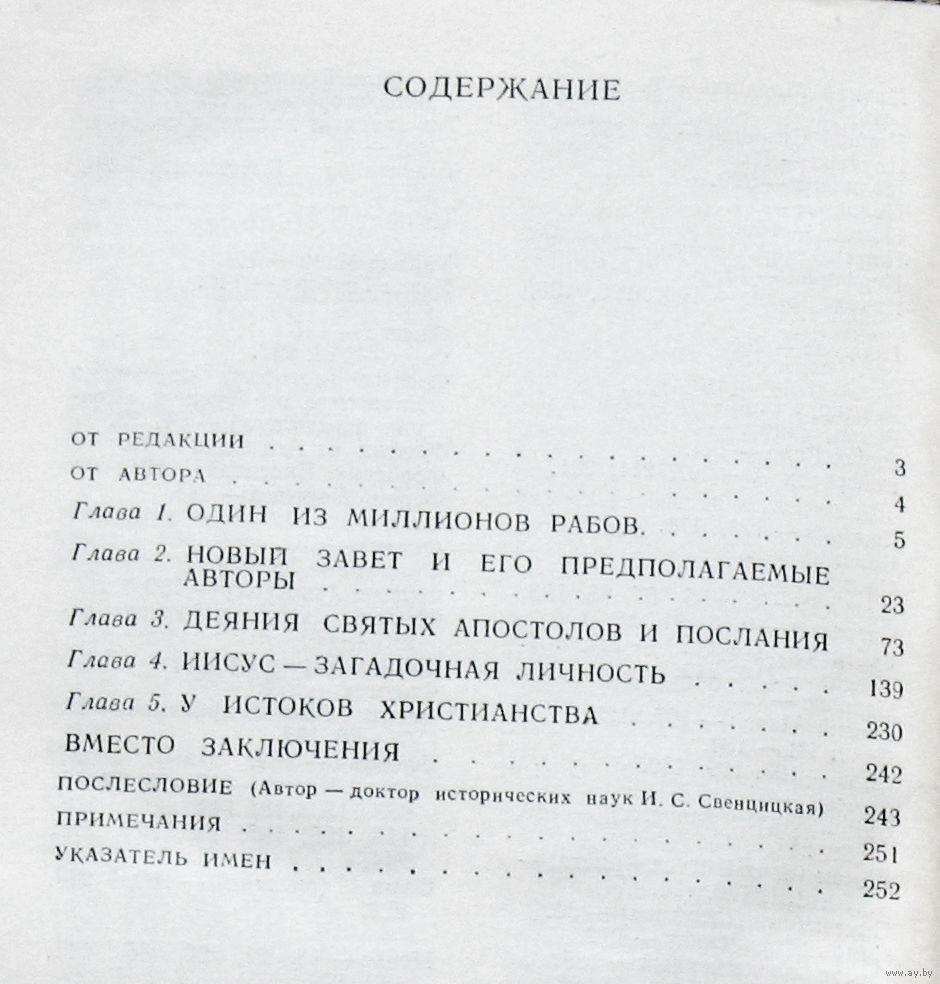 СОДЕРЖАНИЕ
ОТ РЕДАКЦИИ . . . . . . . . . . . . . . . . 3
ОТ АВТОРА . . . . . . . . . . . . . . . . . 4
Глава 1. ОДИН ИЗ МИЛЛИОНОВ РАБОВ. . . . . . . 5
Глава 2. НОВЫЙ ЗАВЕТ И ЕГО ПРЕДПОЛАГАЕМЫЕ
АВТОРЫ . . . . . . . . . . . . . . 23
Глава 3. ДЕЯНИЯ СВЯТЫХ АПОСТОЛОВ И ПОСЛАНИЯ 73
Глава 4. ИИСУС — ЗАГАДОЧНАЯ ЛИЧНОСТЬ . . . . . 139
Глава 5. У ИСТОКОВ ХРИСТИАНСТВА . . . . . . . 230
ВМЕСТО ЗАКЛЮЧЕНИЯ . . . . . . . . . . . 242
ПОСЛЕСЛОВИЕ (Автор — доктор исторических наук И. С. Свенцицкая) 243
ПРИМЕЧАНИЯ . . . . . . . . . . . . . . . . 251
УКАЗАТЕЛЬ ИМЕН . . . . . . . . . . . . . . 252
www.ay.by